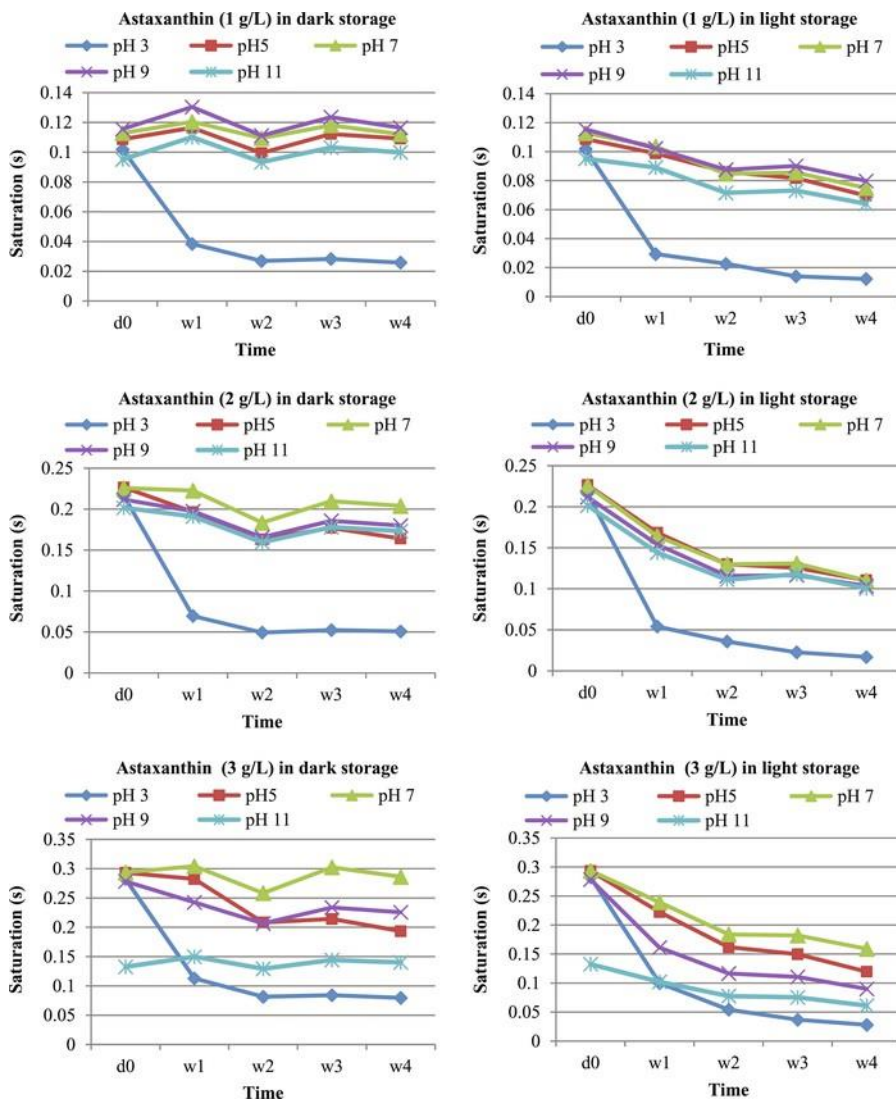 Astaxanthin (1 g/L) in dark storage
pH 3 pH5 pH 7
pH 9 pH 11
Saturation (s)
0.14
0.12
0.1
0.08
0.06
0.04
0.02
0
d0 w1 w2 w3 w4
Time
Astaxanthin (1 g/L) in light storage
pH 3 pH5 pH 7
pH 9 pH 11
Saturation (s)
0.14
0.12
0.1
0.08
0.06
0.04
0.02
0
d0 w1 w2 w3 w4
Time
Astaxanthin (2 g/L) in dark storage
pH 3 pH5 pH 7
pH 9 pH 11
Saturation (s)
0.25
0.2
0.15
0.1
0.05
0
d0 w1 w2 w3 w4
Time
Astaxanthin (2 g/L) in light storage
pH 3 pH5 pH 7
pH 9 pH 11
Saturation (s)
0.25
0.2
0.15
0.1
0.05
0
d0 w1 w2 w3 w4
Time
Astaxanthin (3 g/L) in dark storage
pH 3 pH5 pH 7
pH 9 pH 11
Saturation (s)
0.35
0.3
0.25
0.2
0.15
0.1
0.05
0
d0 w1 w2 w3 w4
Time
Astaxanthin (3 g/L) in light storage
pH 3 pH5 pH 7
pH 9 pH 11
Saturation (s)
0.35
0.3
0.25
0.2
0.15
0.1
0.05
0
d0 w1 w2 w3 w4
Time